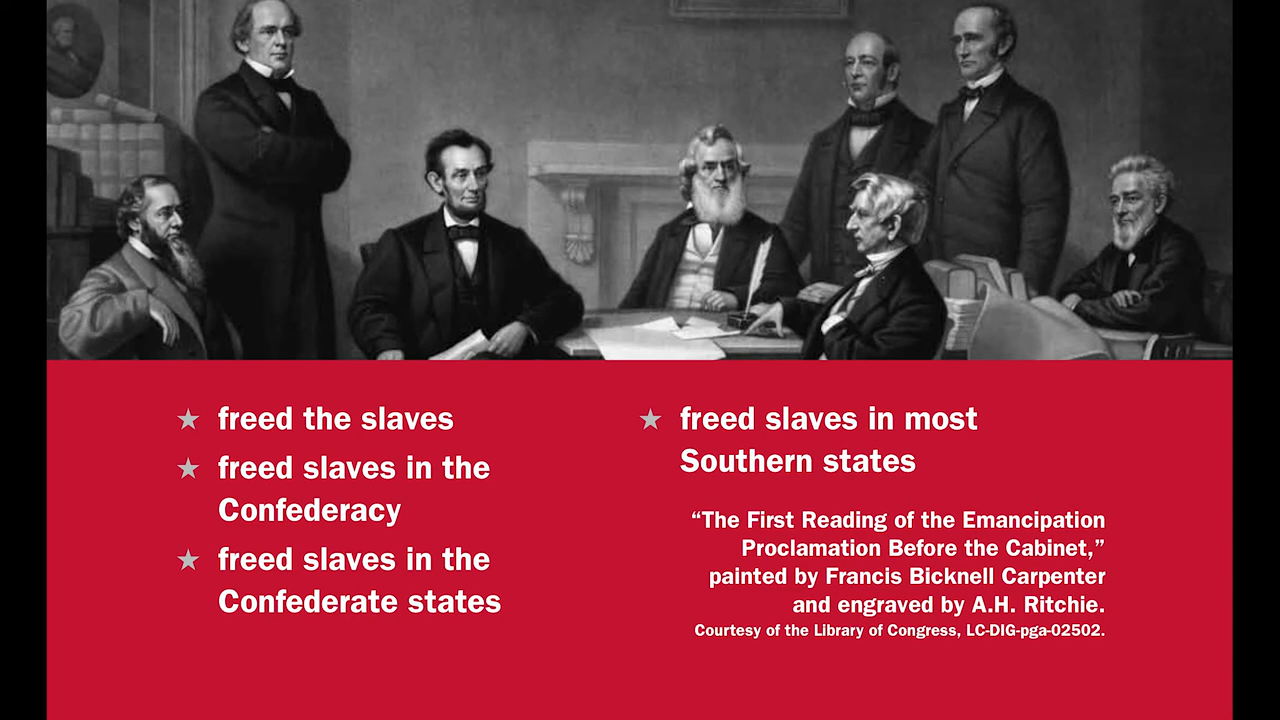 freed the slaves
freed slaves in the
Confederacy
freed slaves in the
Confederate states
freed slaves in most
Southern states
“The First Reading of the Emancipation
Proclamation Before the Cabinet,”
painted by Francis Bicknell Carpenter
and engraved by A.H. Ritchie.
Courtesy of the Library of Congress, LC-DIG-pga-02502.